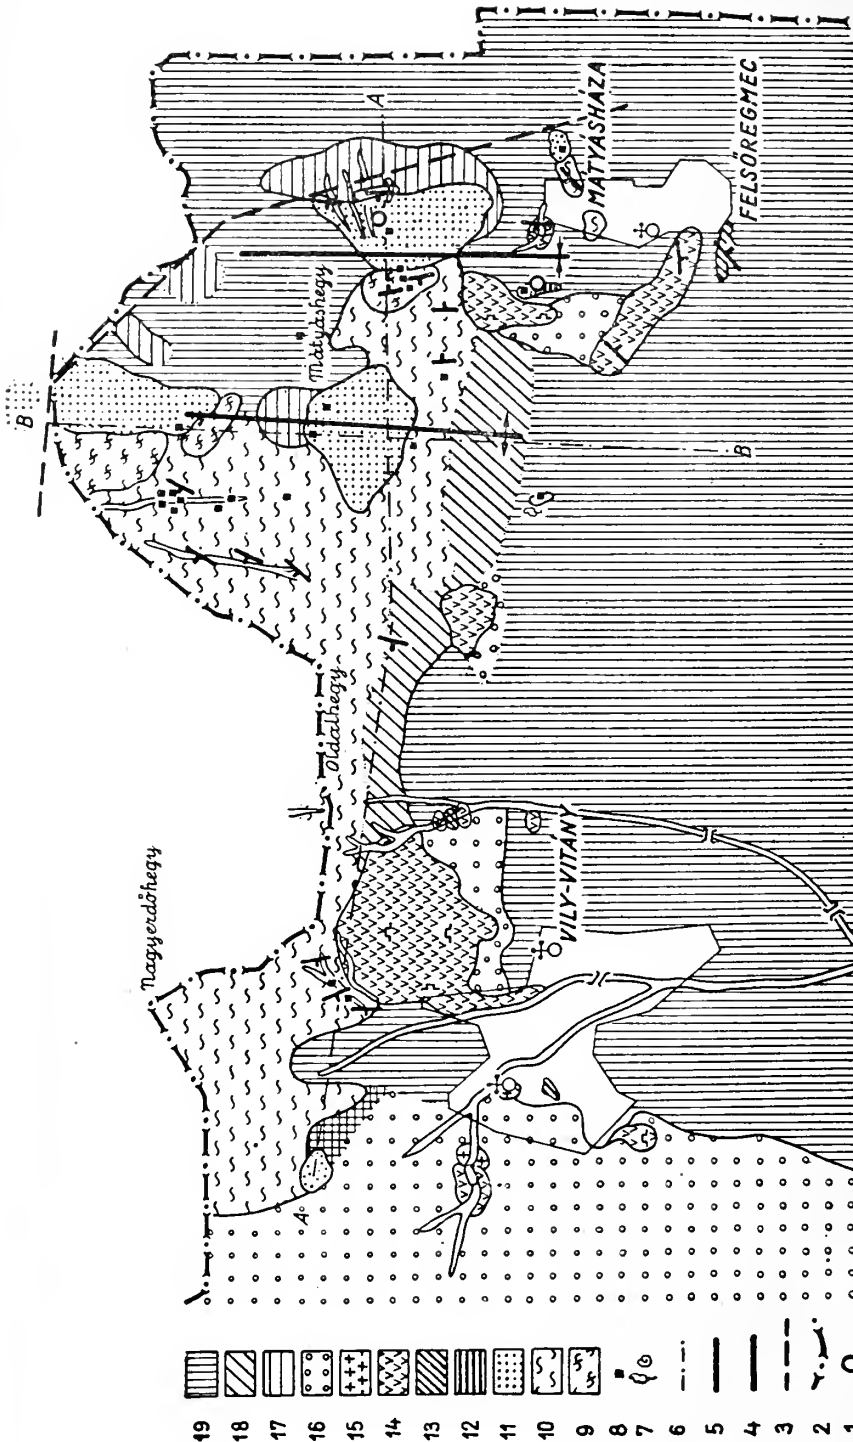 B
A
MÁTYÁSHÁZA
FELSŐREGMEC
Mátyáshegy
B
Oldalhegy
Nagyerdőhegy
VILY-VITÁNY
A
19
18
17
16
15
14
13
12
11
10
9
8
7
6
5
4
3
2
1